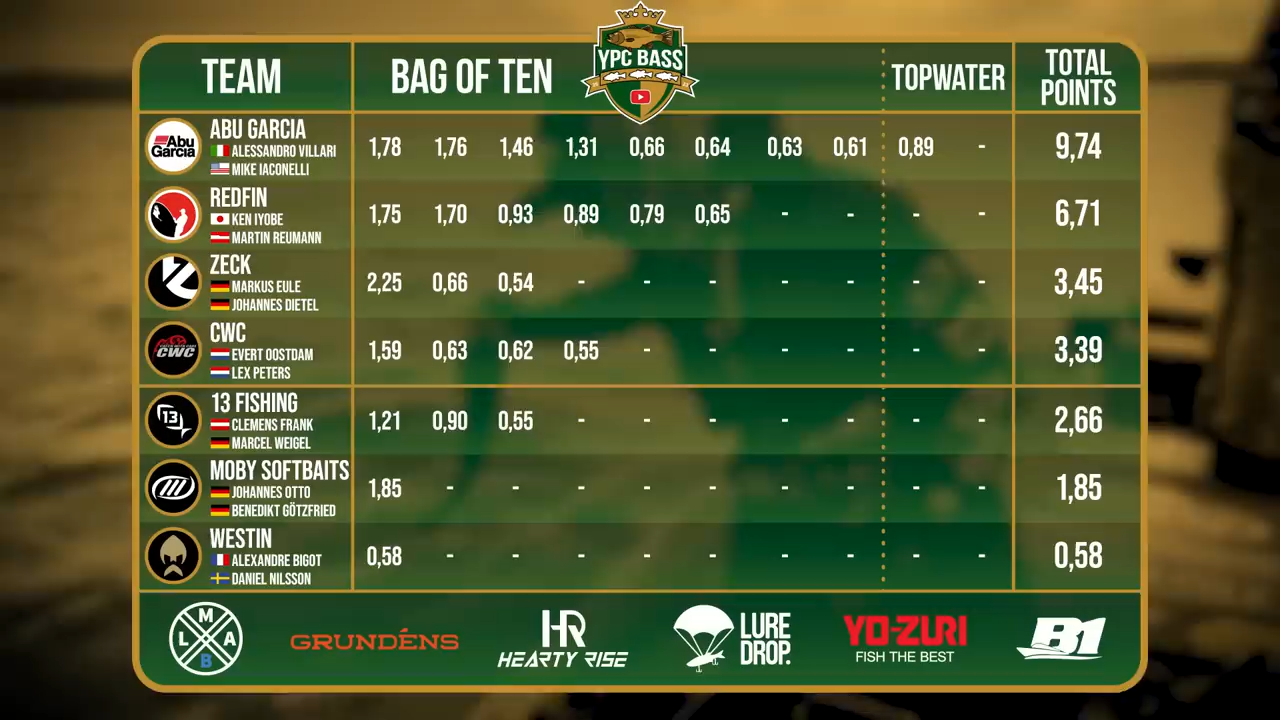 YPC BASS
TEAM BAG OF TEN TOPWATER TOTAL POINTS
Abu Garcia
ABU GARCIA
ALESSANDRO VILLARI
MIKE IACONELLI
1,78 1,76 1,46 1,31 0,66 0,64 0,63 0,61 0,89 - 9,74
REDFIN
KEN IYOBE
MARTIN REUMANN
1,75 1,70 0,93 0,89 0,79 0,65 - - - - 6,71
ZECK
MARKUS EULE
JOHANNES DIETEL
2,25 0,66 0,54 - - - - - - - 3,45
CWC
CWC
EVERT OOSTDAM
LEX PETERS
1,59 0,63 0,62 0,55 - - - - - - 3,39
13
13 FISHING
CLEMENS FRANK
MARCEL WEIGEL
1,21 0,90 0,55 - - - - - - - 2,66
MOBY SOFTBAITS
JOHANNES OTTO
BENEDIKT GÖTZFRIED
1,85 - - - - - - - - - 1,85
WESTIN
ALEXANDRE BIGOT
DANIEL NILSSON
0,58 - - - - - - - - - 0,58
LMAB
GRUNDÉNS
HR
HEARTY RISE
LURE
DROP.
YO-ZURI
FISH THE BEST
B1